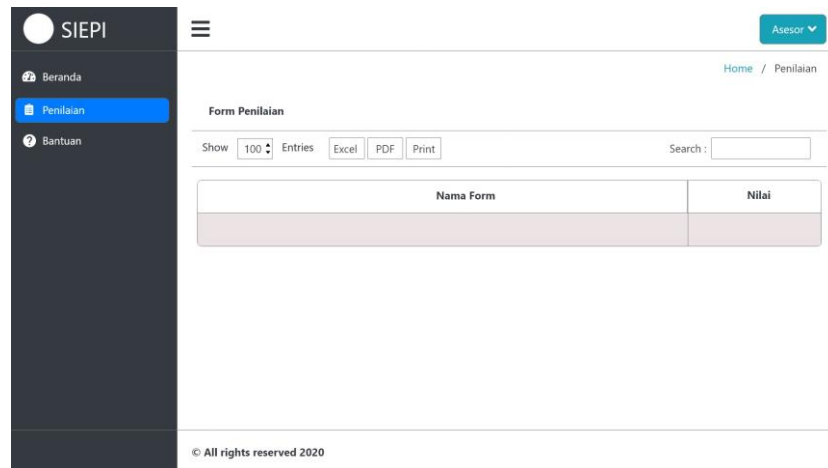 SIEPI
Asesor
Home / Penilaian
Beranda
Penilaian
Bantuan
Form Penilaian
Show 100 Entries Excel PDF Print Search :
Nama Form Nilai
© All rights reserved 2020